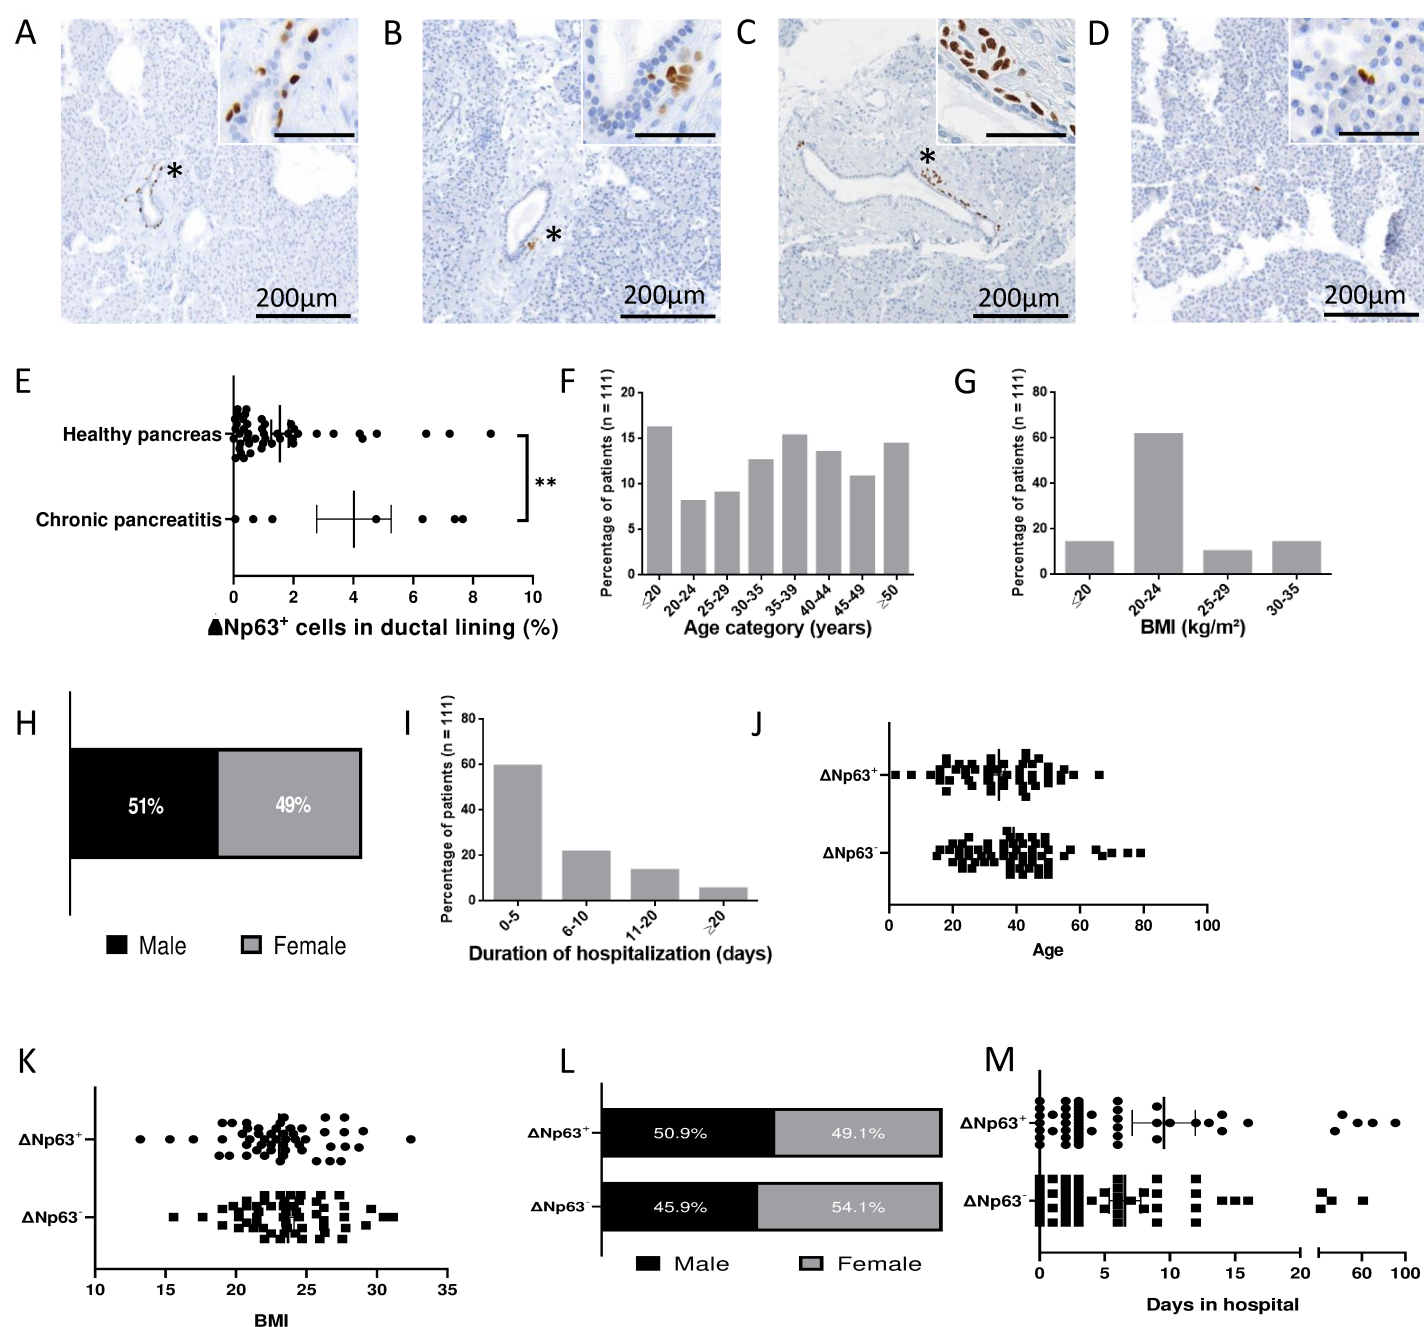 A
B
C
D
*
*
*
200µm
200µm
200µm
200µm
E
Healthy pancreas
Chronic pancreatitis
**
0 2 4 6 8 10
ΔNp63⁺ cells in ductal lining (%)
F
Percentage of patients (n = 111)
20
15
10
5
0
≤20 20-24 25-29 30-35 35-39 40-44 45-49 ≥50
Age category (years)
G
Percentage of patients (n = 111)
80
60
40
20
0
≤20 20-24 25-29 30-35
BMI (kg/m²)
H
51% 49%
Male Female
I
Percentage of patients (n = 111)
80
60
40
20
0
0-5 6-10 11-20 ≥20
Duration of hospitalization (days)
J
ΔNp63⁺
ΔNp63⁻
0 20 40 60 80 100
Age
K
ΔNp63⁺
ΔNp63⁻
10 15 20 25 30 35
BMI
L
ΔNp63⁺ 50.9% 49.1%
ΔNp63⁻ 45.9% 54.1%
Male Female
M
ΔNp63⁺
ΔNp63⁻
0 5 10 15 20 60 100
Days in hospital